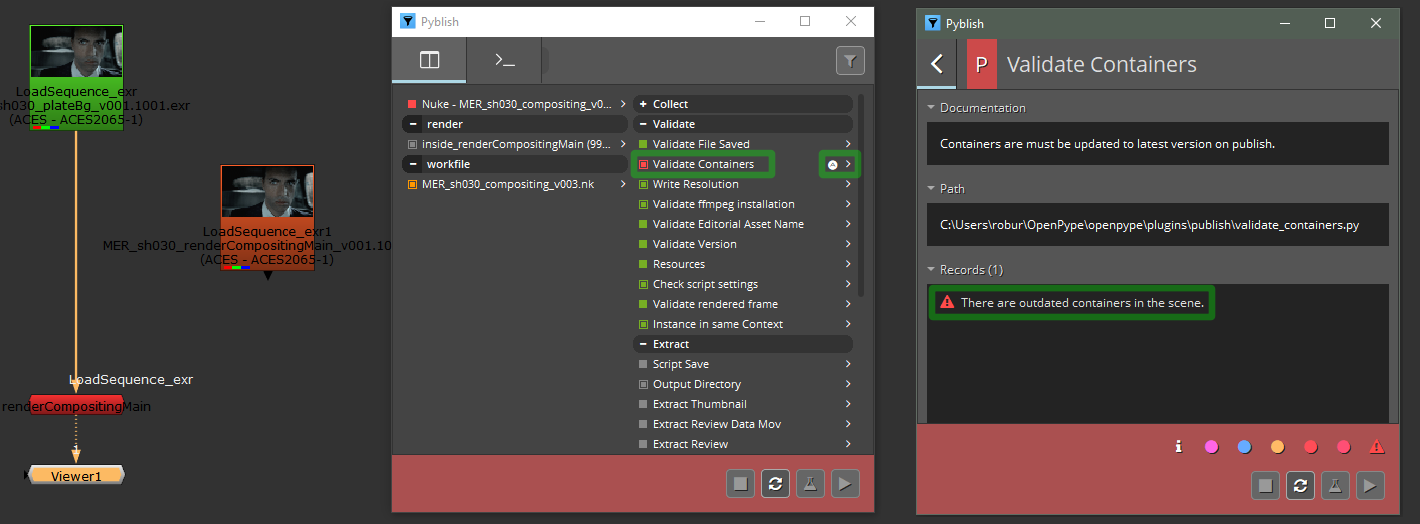 LoadSequence_exr
sh030_plateBg_v001.1001.exr
(ACES - ACES2065-1)
LoadSequence_exr1
MER_sh030_renderCompositingMain_v001.10
(ACES - ACES2065-1)
LoadSequence_exr
renderCompositingMain
Viewer1
Pyblish
Nuke - MER_sh030_compositing_v0...
render
inside_renderCompositingMain (99...
workfile
MER_sh030_compositing_v003.nk
Collect
Validate
Validate File Saved
Validate Containers
A
Write Resolution
Validate ffmpeg installation
Validate Editorial Asset Name
Validate Version
Resources
Check script settings
Validate rendered frame
Instance in same Context
Extract
Script Save
Output Directory
Extract Thumbnail
Extract Review Data Mov
Extract Review
Pyblish
P Validate Containers
Documentation
Containers are must be updated to latest version on publish.
Path
C:\Users\robur\OpenPype\openpype\plugins\publish\validate_containers.py
Records (1)
There are outdated containers in the scene.